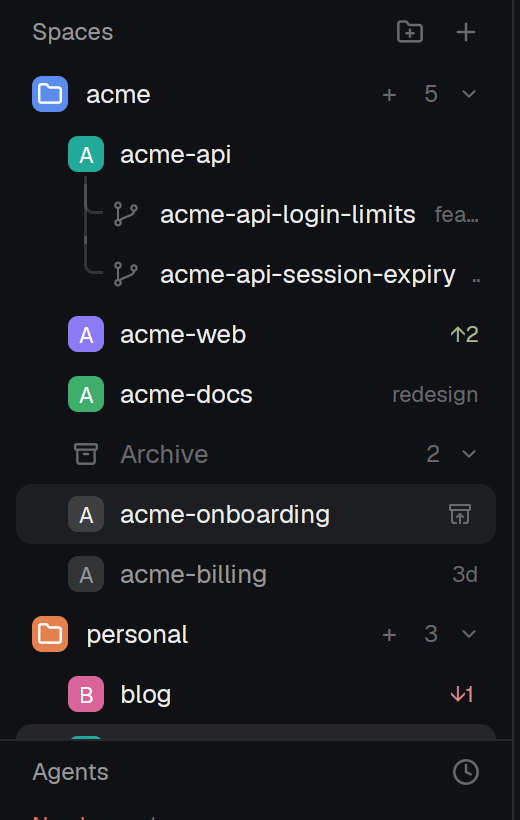 Spaces
acme + 5
A acme-api
acme-api-login-limits fea…
acme-api-session-expiry ..
A acme-web ↑2
A acme-docs redesign
Archive 2
A acme-onboarding
A acme-billing 3d
personal + 3
B blog ↓1
Agents